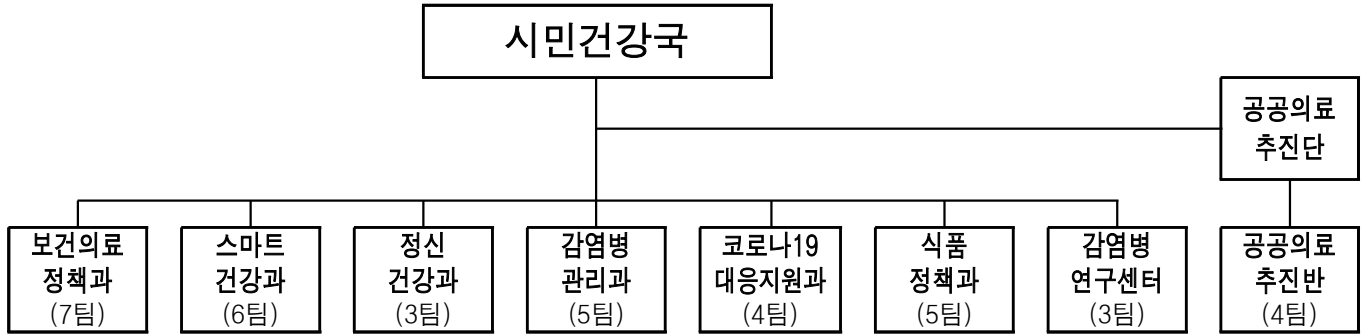 시민건강국
공공의료
추진단
보건의료
정책과
(7팀)
스마트
건강과
(6팀)
정신
건강과
(3팀)
감염병
관리과
(5팀)
코로나19
대응지원과
(4팀)
식품
정책과
(5팀)
감염병
연구센터
(3팀)
공공의료
추진반
(4팀)